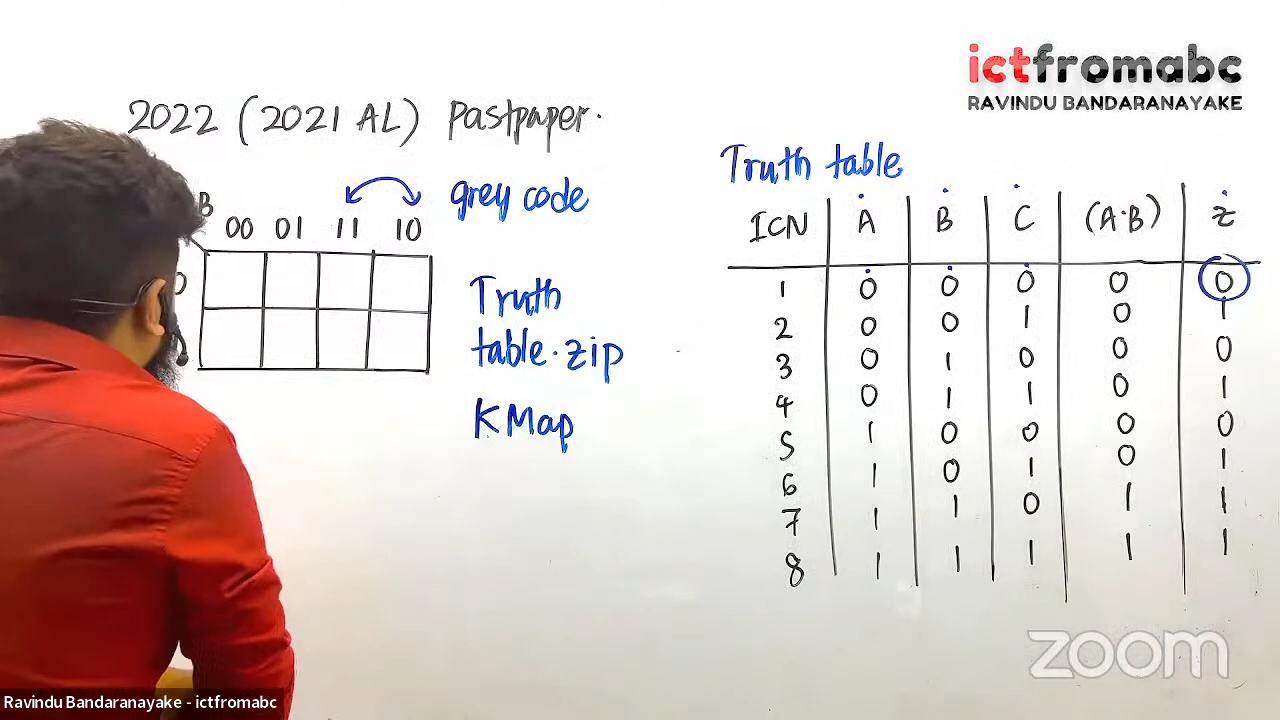 ictfromabc
RAVINDU BANDARANAYAKE
2022 (2021 AL) Pastpaper.
B
00 01 11 10
0
grey code
Truth
table.zip
KMap
Truth table
ICN A B C (A·B) z
1 0 0 0 0 0
2 0 0 1 0 1
3 0 1 0 0 0
4 0 1 1 0 1
5 1 0 0 0 0
6 1 0 1 0 1
7 1 1 0 1 1
8 1 1 1 1 1
zoom
Ravindu Bandaranayake - ictfromabc